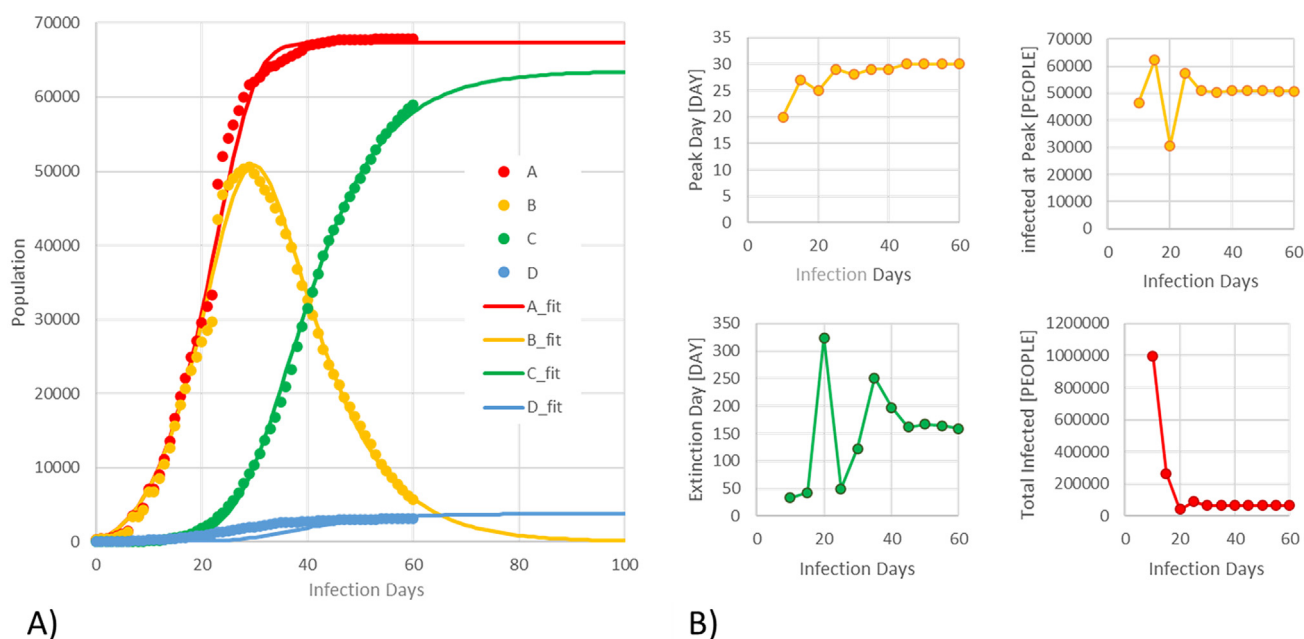 70000
60000
50000
40000
30000
20000
10000
0
Population
0 20 40 60 80 100
Infection Days
A
B
C
D
A_fit
B_fit
C_fit
D_fit
A)
35
30
25
20
15
10
5
0
Peak Day [DAY]
0 20 40 60
Infection Days
70000
60000
50000
40000
30000
20000
10000
0
infected at Peak [PEOPLE]
0 20 40 60
Infection Days
350
300
250
200
150
100
50
0
Extinction Day [DAY]
0 20 40 60
Infection Days
1200000
1000000
800000
600000
400000
200000
0
Total Infected [PEOPLE]
0 20 40 60
Infection Days
B)